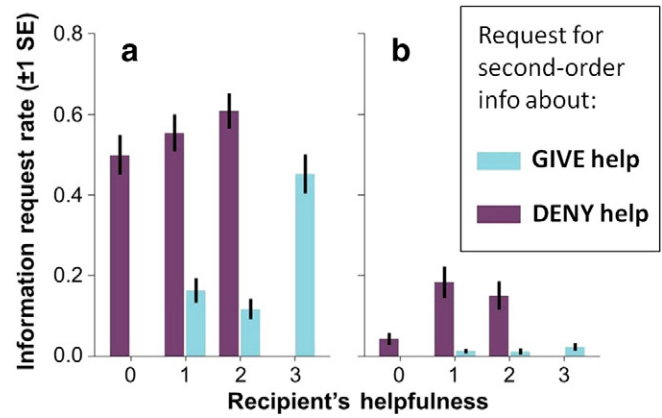 Information request rate (±1 SE)
0.8
0.6
0.4
0.2
0.0
a
b
0 1 2 3
0 1 2 3
Recipient's helpfulness
Request for
second-order
info about:
GIVE help
DENY help